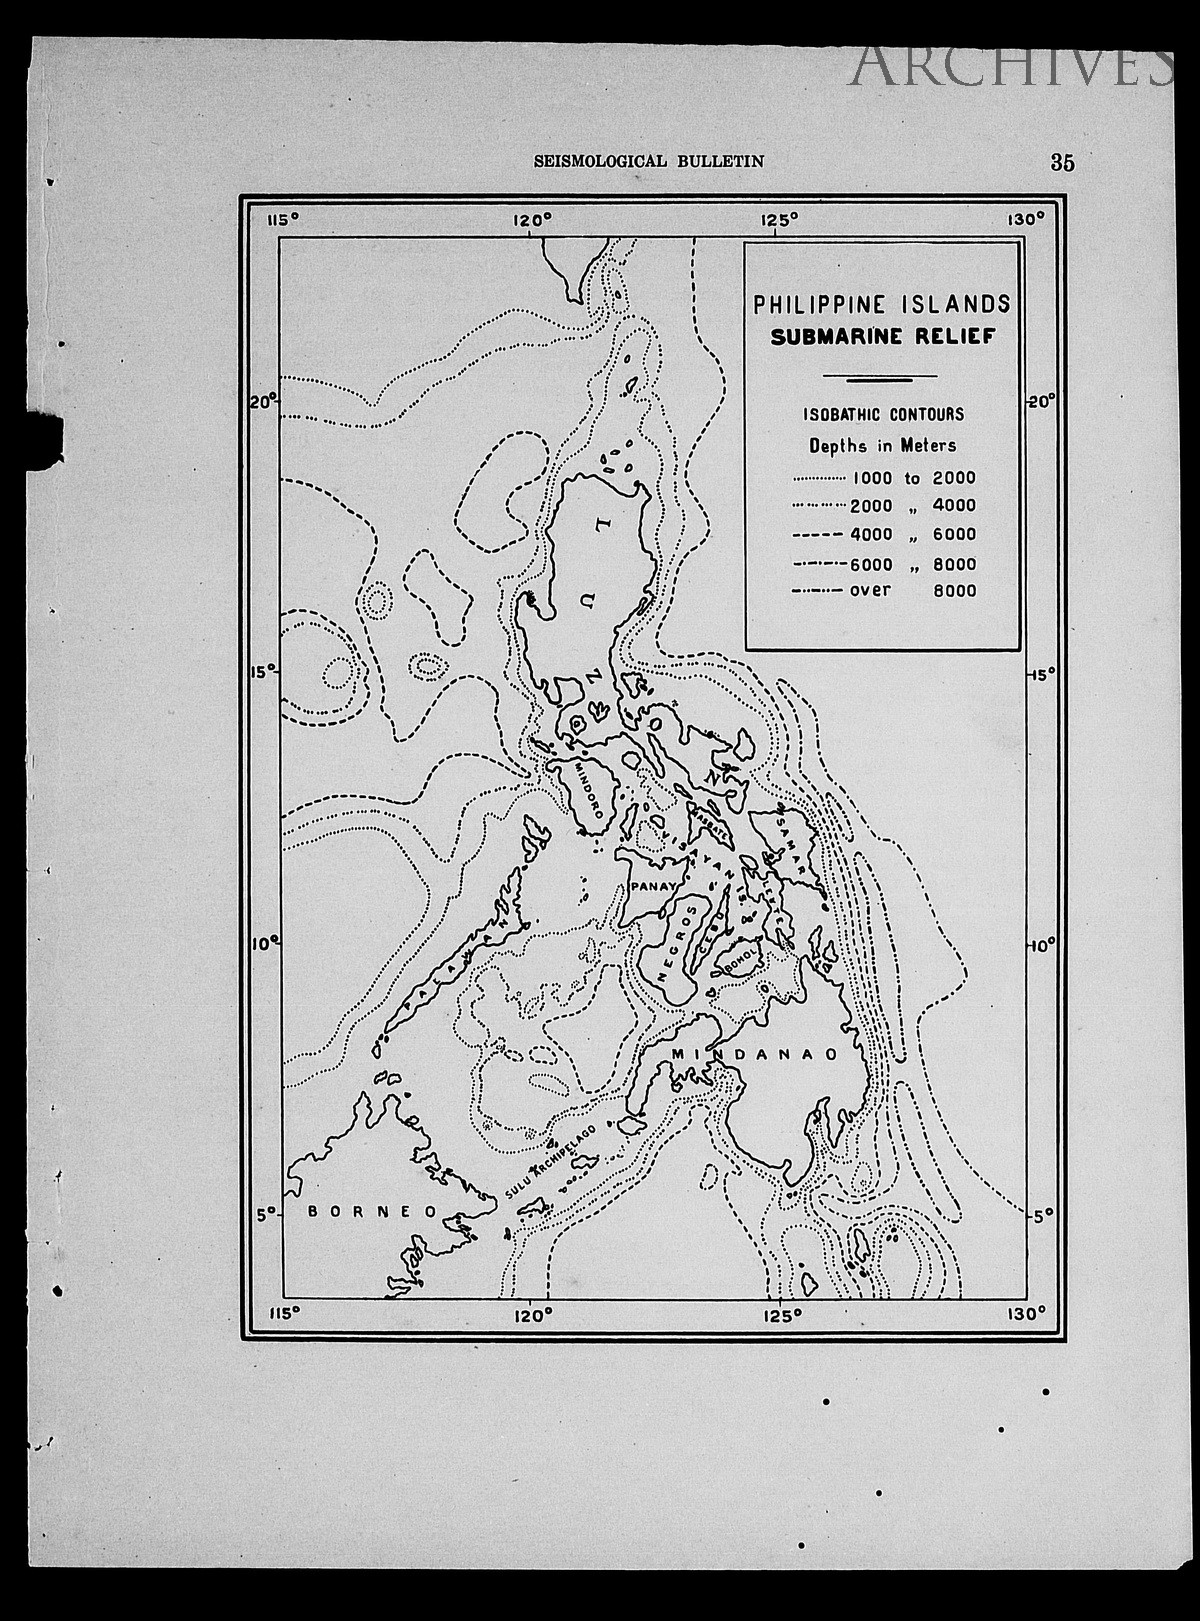 ARCHIVES
SEISMOLOGICAL BULLETIN 35
115° 120° 125° 130°
PHILIPPINE ISLANDS
SUBMARINE RELIEF
20° 20°
ISOBATHIC CONTOURS
Depths in Meters
1000 to 2000
2000 „ 4000
4000 „ 6000
6000 „ 8000
over 8000
LUZON
15° 15°
MINDORO
MASBATE
SAMAR
VISAYAN IS
PANAY
LEYTE
NEGROS
CEBU
BOHOL
PALAWAN
10° 10°
MINDANAO
SULU ARCHIPELAGO
BORNEO
5° 5°
115° 120° 125° 130°